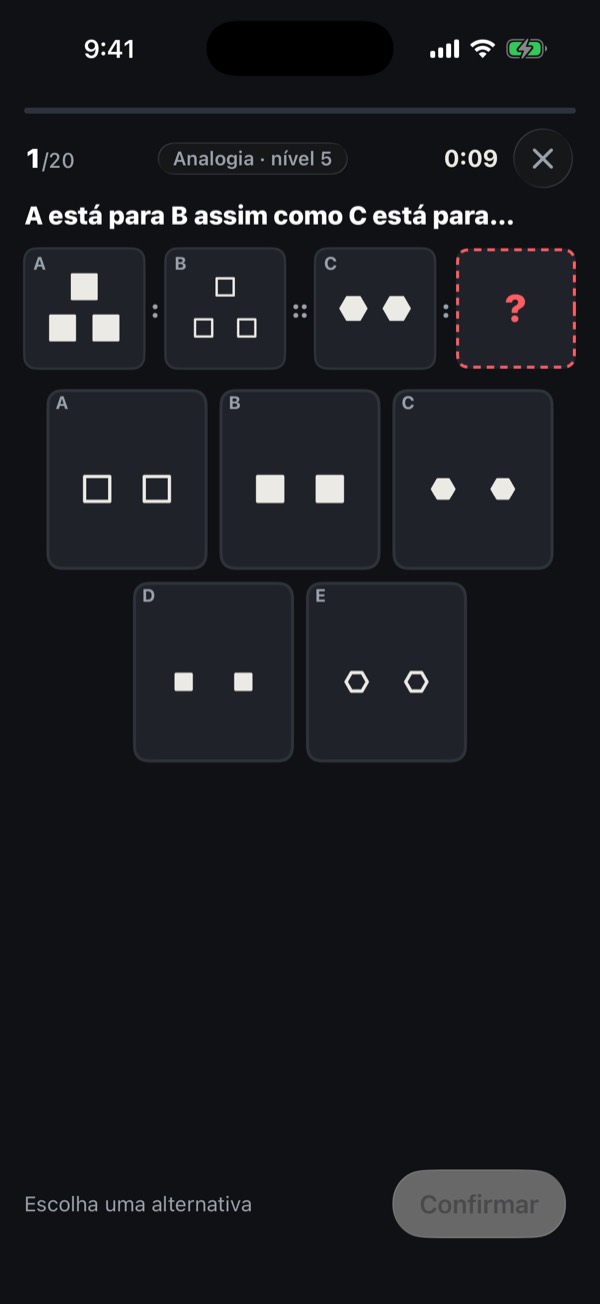 9:41
1/20
Analogia · nível 5
0:09
A está para B assim como C está para...
A
:
B
::
C
:
?
A
B
C
D
E
Escolha uma alternativa
Confirmar